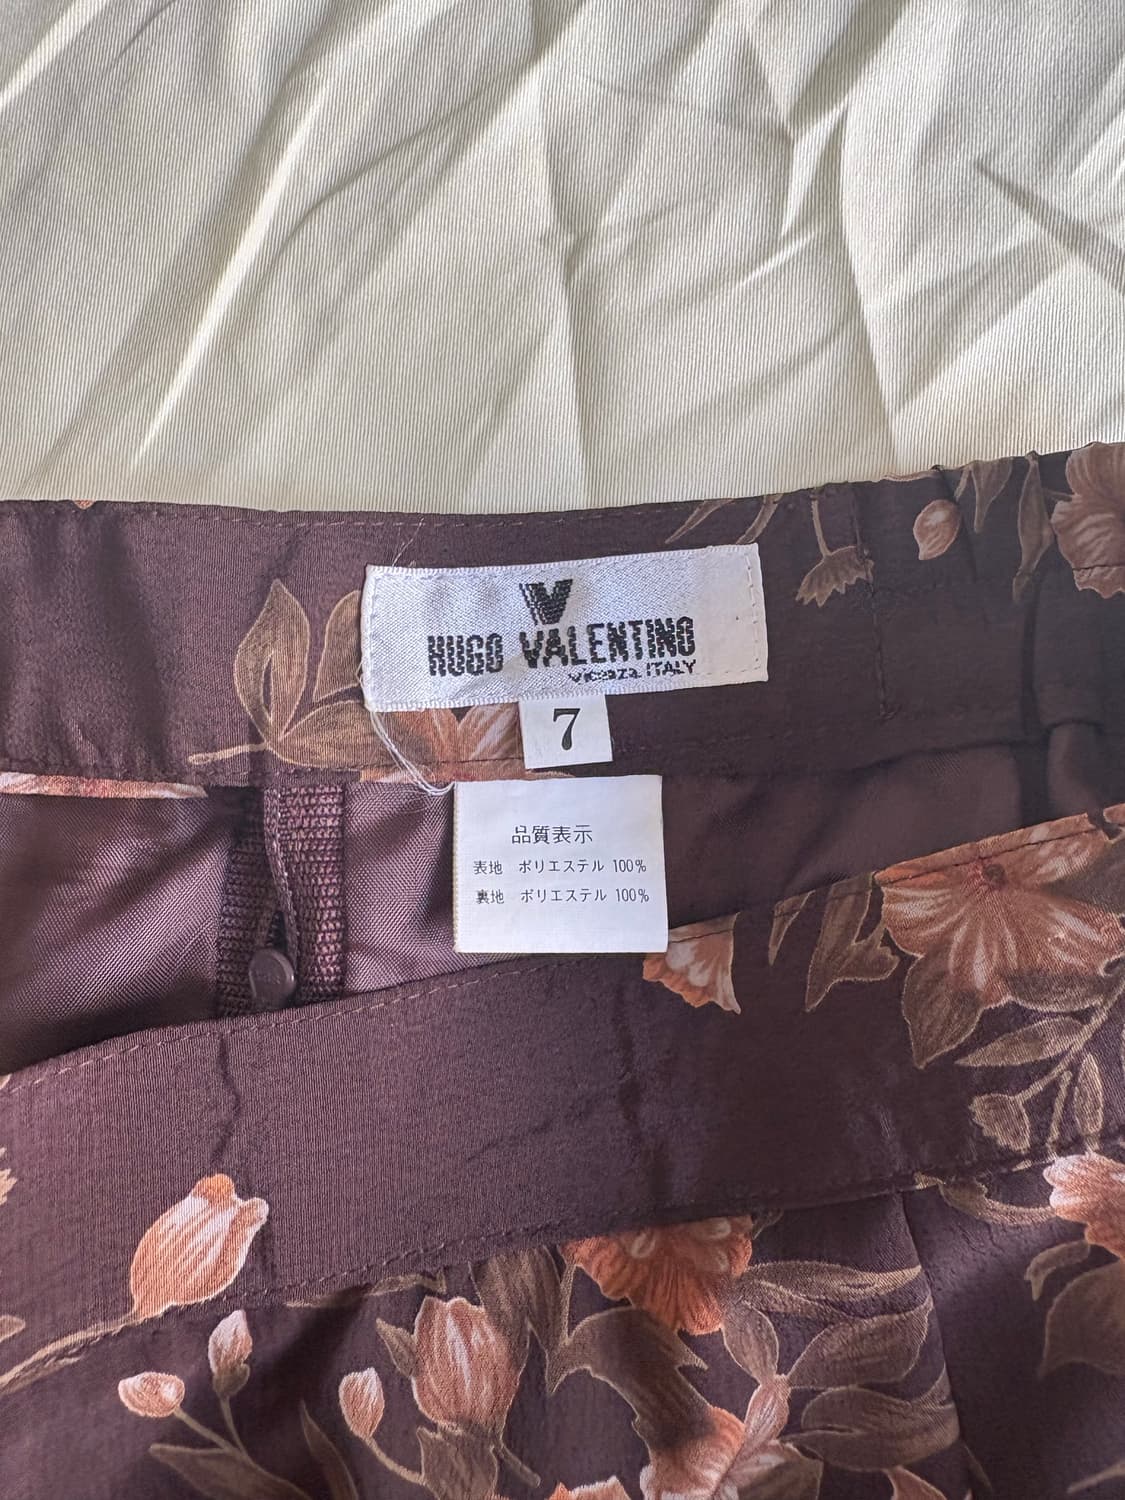 HUGO VALENTINO
Vicenza ITALY
7
品質表示
表地 ポリエステル 100%
裏地 ポリエステル 100%